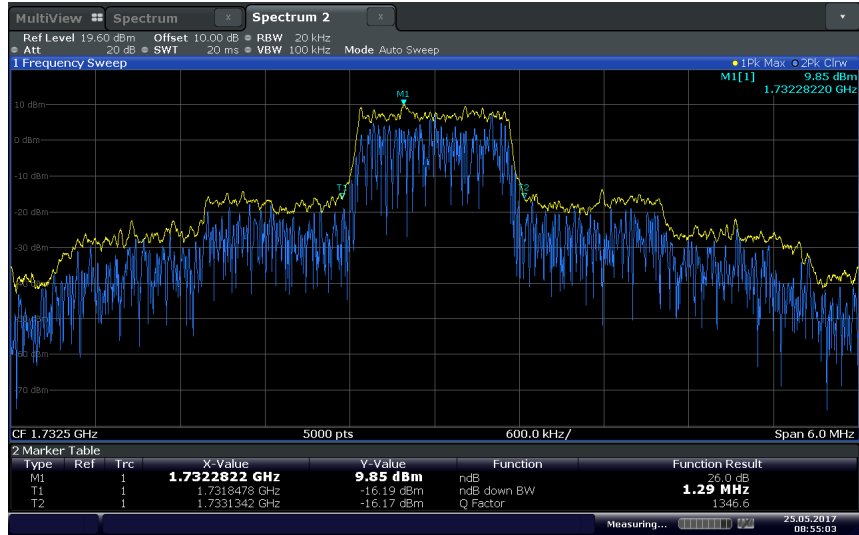 MultiView Spectrum x Spectrum 2 x
Ref Level 19.60 dBm Offset 10.00 dB RBW 20 kHz
Att 20 dB SWT 20 ms VBW 100 kHz Mode Auto Sweep
1 Frequency Sweep 1Pk Max 2Pk Clrw
M1[1] 9.85 dBm
1.73228220 GHz
M1
10 dBm
0 dBm
-10 dBm
T1 T2
-20 dBm
-30 dBm
-60 dBm
-70 dBm
CF 1.7325 GHz 5000 pts 600.0 kHz/ Span 6.0 MHz
2 Marker Table
Type Ref Trc X-Value Y-Value Function Function Result
M1 1 1.7322822 GHz 9.85 dBm ndB 26.0 dB
T1 1 1.7318478 GHz -16.19 dBm ndB down BW 1.29 MHz
T2 1 1.7331342 GHz -16.17 dBm Q Factor 1346.6
Measuring... 25.05.2017
08:55:03